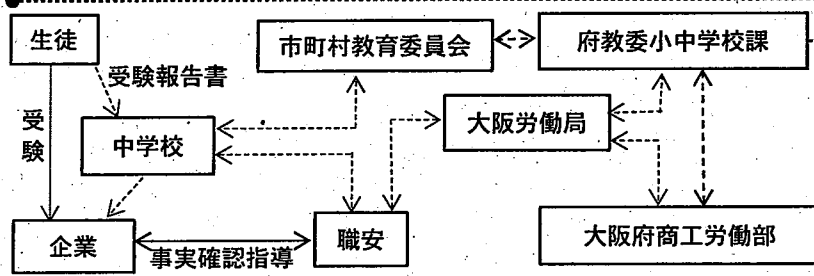 生徒
市町村教育委員会
府教委小中学校課
受験報告書
受験
中学校
大阪労働局
企業
事実確認指導
職安
大阪府商工労働部